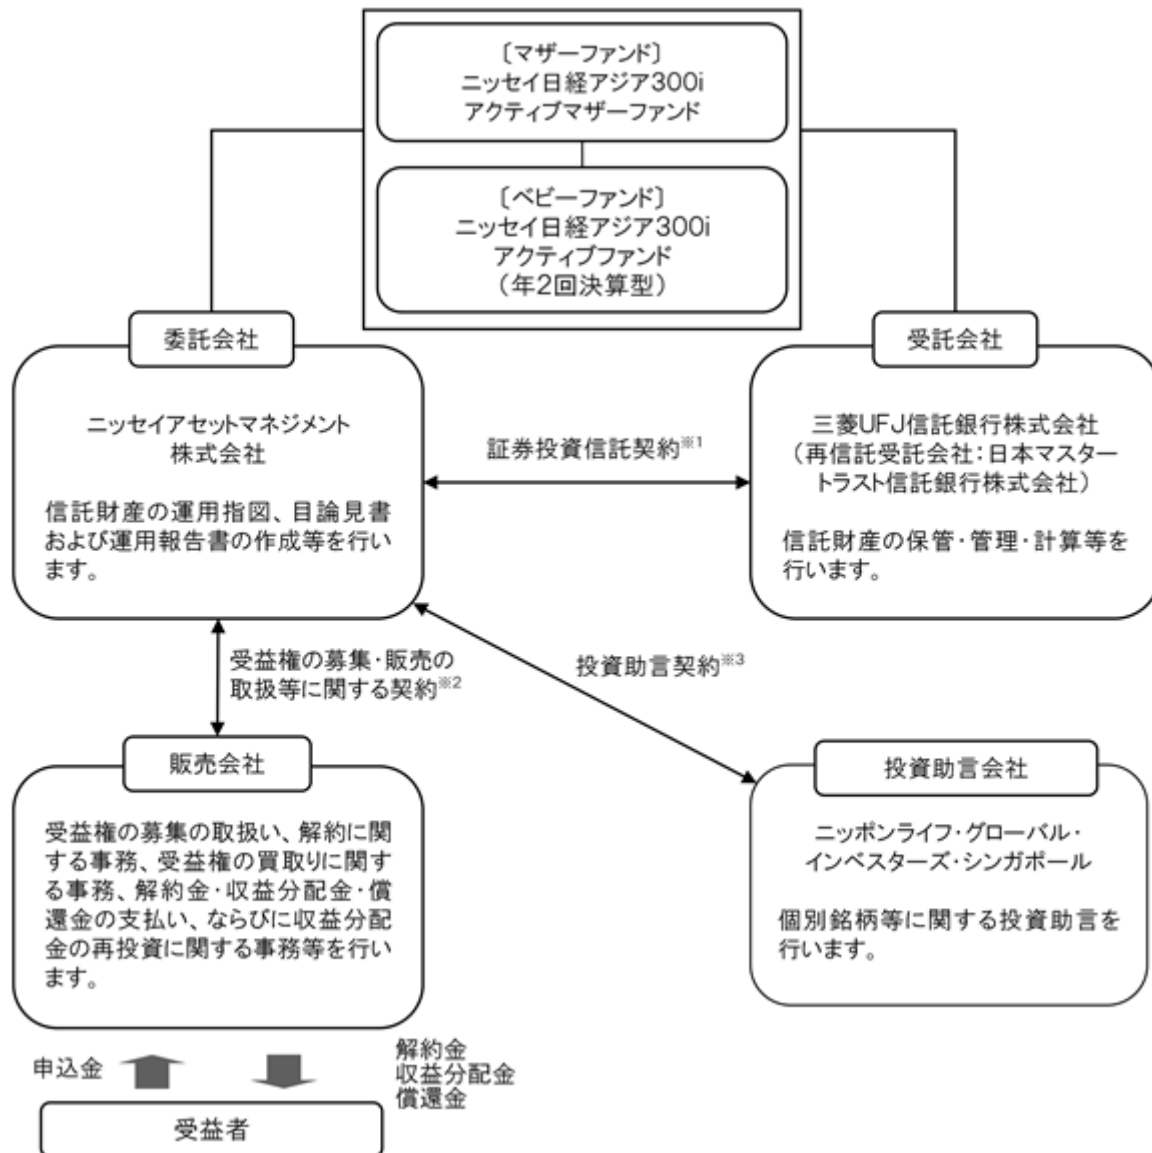 〔マザーファンド〕
ニッセイ日経アジア300i
アクティブマザーファンド
〔ベビーファンド〕
ニッセイ日経アジア300i
アクティブファンド
（年2回決算型）
委託会社
ニッセイアセットマネジメント
株式会社
信託財産の運用指図、目論見書
および運用報告書の作成等を行い
ます。
証券投資信託契約※1
受託会社
三菱UFJ信託銀行株式会社
（再信託受託会社：日本マスター
トラスト信託銀行株式会社）
信託財産の保管・管理・計算等を
行います。
受益権の募集・販売の
取扱等に関する契約※2
投資助言契約※3
販売会社
受益権の募集の取扱い、解約に関
する事務、受益権の買取りに関す
る事務、解約金・収益分配金・償
還金の支払い、ならびに収益分配
金の再投資に関する事務等を行い
ます。
投資助言会社
ニッポンライフ・グローバル・
インベスターズ・シンガポール
個別銘柄等に関する投資助言を
行います。
申込金
解約金
収益分配金
償還金
受益者